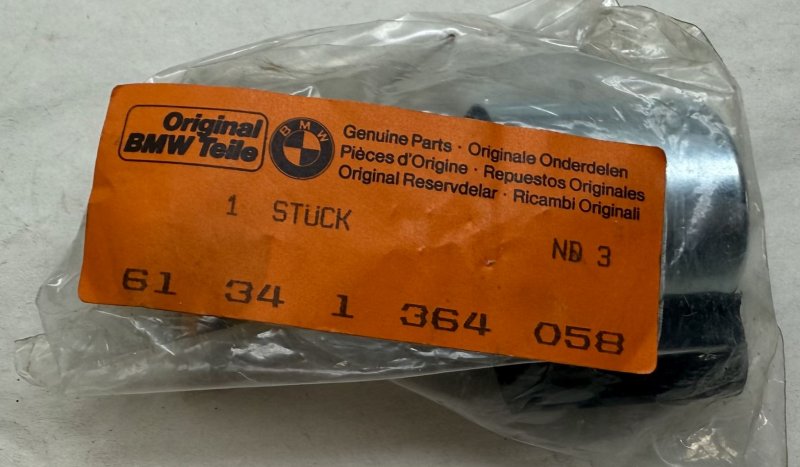 Original
BMW Teile
BMW
Genuine Parts · Originale Onderdelen
Pièces d'Origine · Repuestos Originales
Original Reservdelar · Ricambi Originali
1 STÜCK
ND 3
61 34 1 364 058